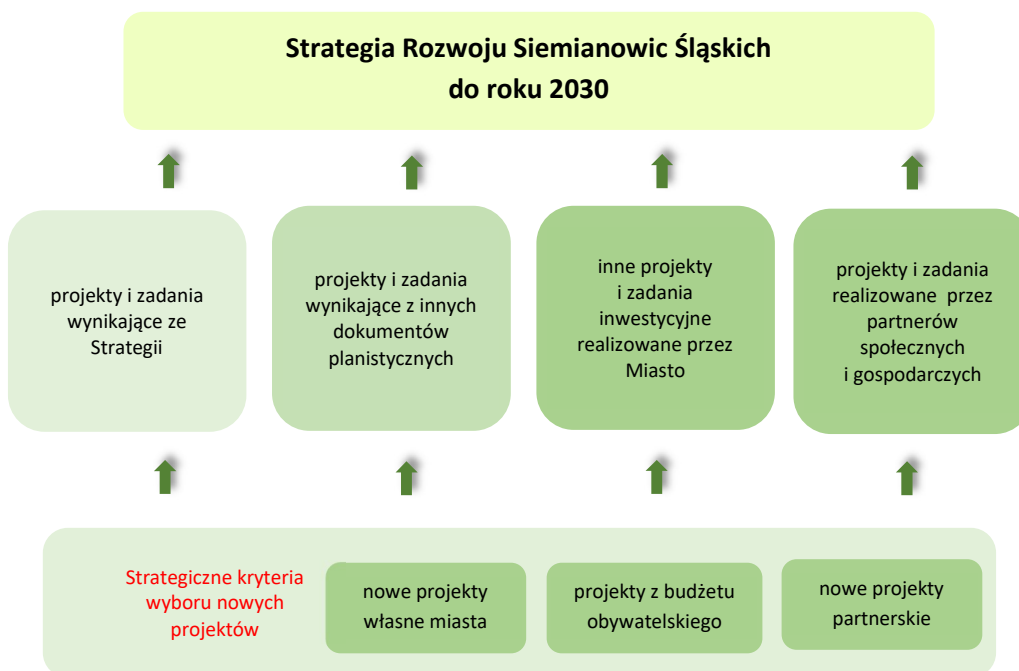 Strategia Rozwoju Siemianowic Śląskich
do roku 2030
projekty i zadania
wynikające ze
Strategii
projekty i zadania
wynikające z innych
dokumentów
planistycznych
inne projekty
i zadania
inwestycyjne
realizowane przez
Miasto
projekty i zadania
realizowane przez
partnerów
społecznych
i gospodarczych
Strategiczne kryteria
wyboru nowych
projektów
nowe projekty
własne miasta
projekty z budżetu
obywatelskiego
nowe projekty
partnerskie